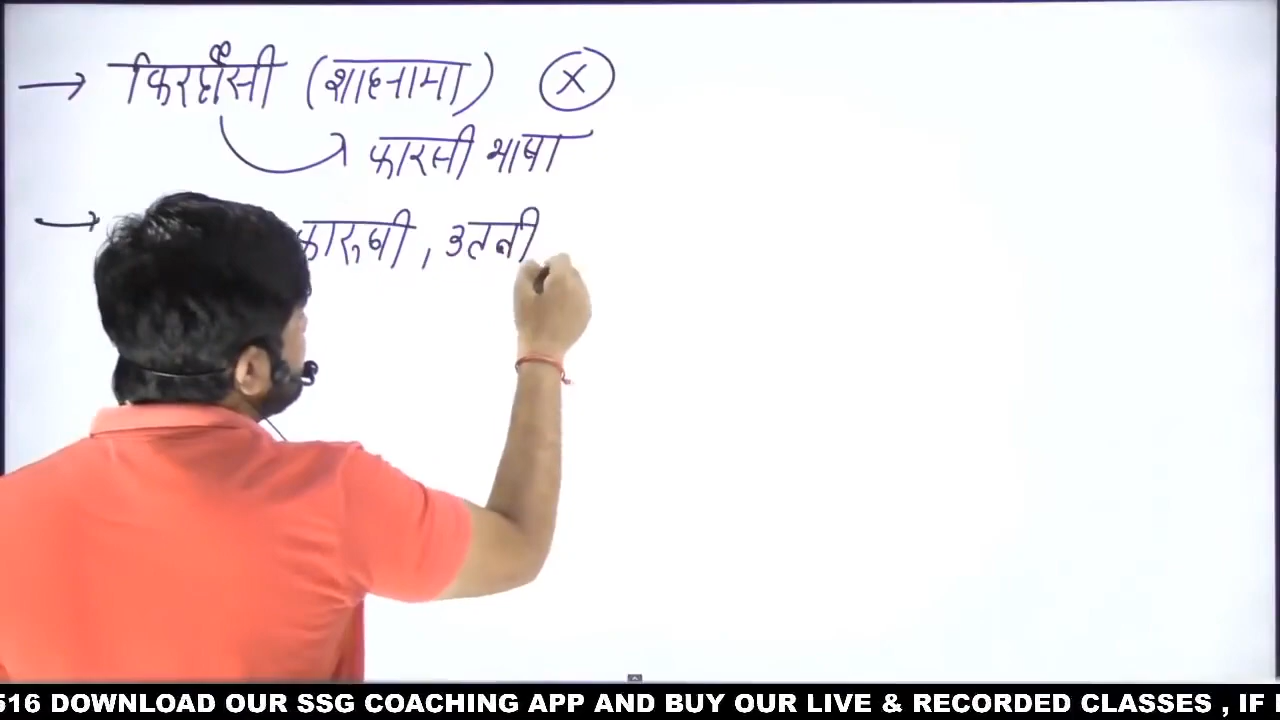 → फिरदौसी (शाहनामा) X
फारसी भाषा
→ फारुखी, उतबी
516 DOWNLOAD OUR SSG COACHING APP AND BUY OUR LIVE & RECORDED CLASSES , IF